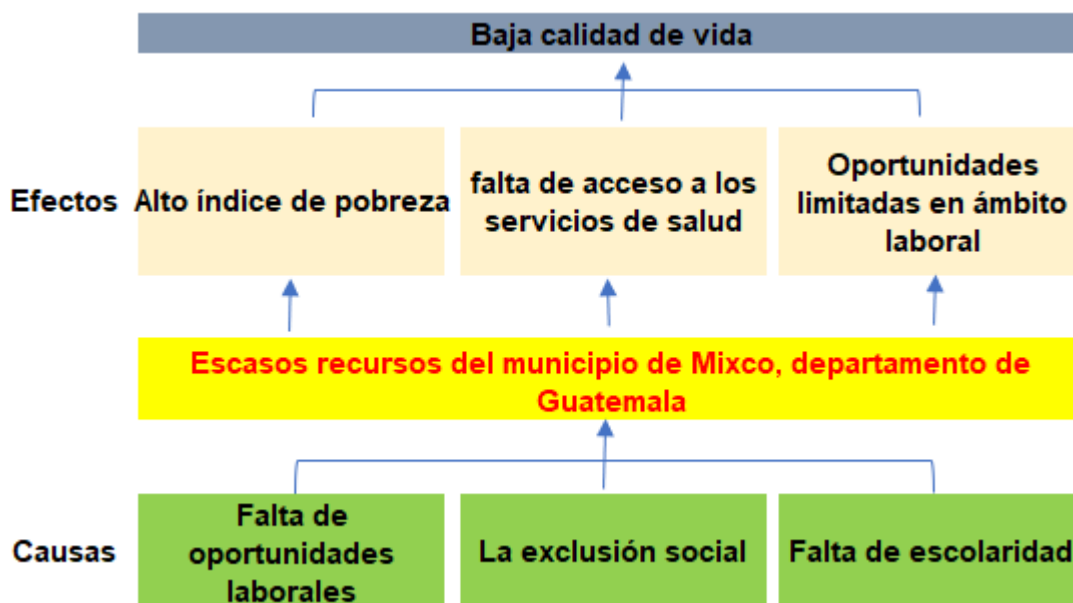 Baja calidad de vida
Efectos
Alto índice de pobreza
falta de acceso a los
servicios de salud
Oportunidades
limitadas en ámbito
laboral
Escasos recursos del municipio de Mixco, departamento de
Guatemala
Causas
Falta de
oportunidades
laborales
La exclusión social
Falta de escolaridad